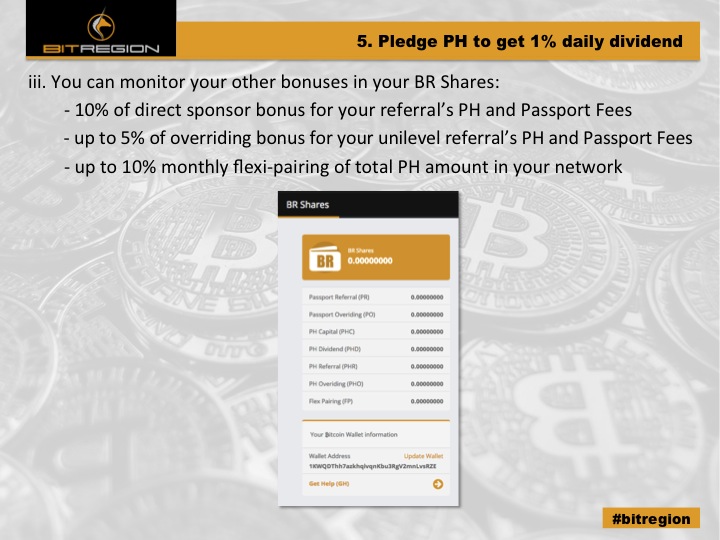 BITREGION
5. Pledge PH to get 1% daily dividend
iii. You can monitor your other bonuses in your BR Shares:
- 10% of direct sponsor bonus for your referral's PH and Passport Fees
- up to 5% of overriding bonus for your unilevel referral's PH and Passport Fees
- up to 10% monthly flexi-pairing of total PH amount in your network
BR Shares
BR
BR Shares
0.00000000
Passport Referral (PR) 0.00000000
Passport Overiding (PO) 0.00000000
PH Capital (PHC) 0.00000000
PH Dividend (PHD) 0.00000000
PH Referral (PHR) 0.00000000
PH Overiding (PHO) 0.00000000
Flex Pairing (FP) 0.00000000
Your Bitcoin Wallet information
Wallet Address Update Wallet
Get Help (GH)
#bitregion